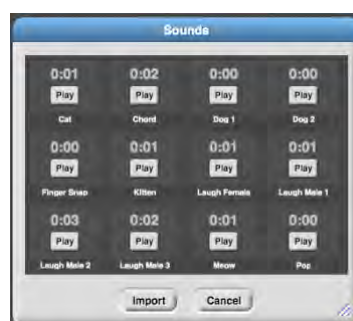 Sounds
0:01 0:02 0:00 0:00
Play Play Play Play
Cat Chord Dog 1 Dog 2
0:00 0:01 0:01 0:01
Play Play Play Play
Finger Snap Kitten Laugh Female Laugh Male 1
0:03 0:02 0:01 0:00
Play Play Play Play
Laugh Male 2 Laugh Male 3 Meow Pop
Import Cancel